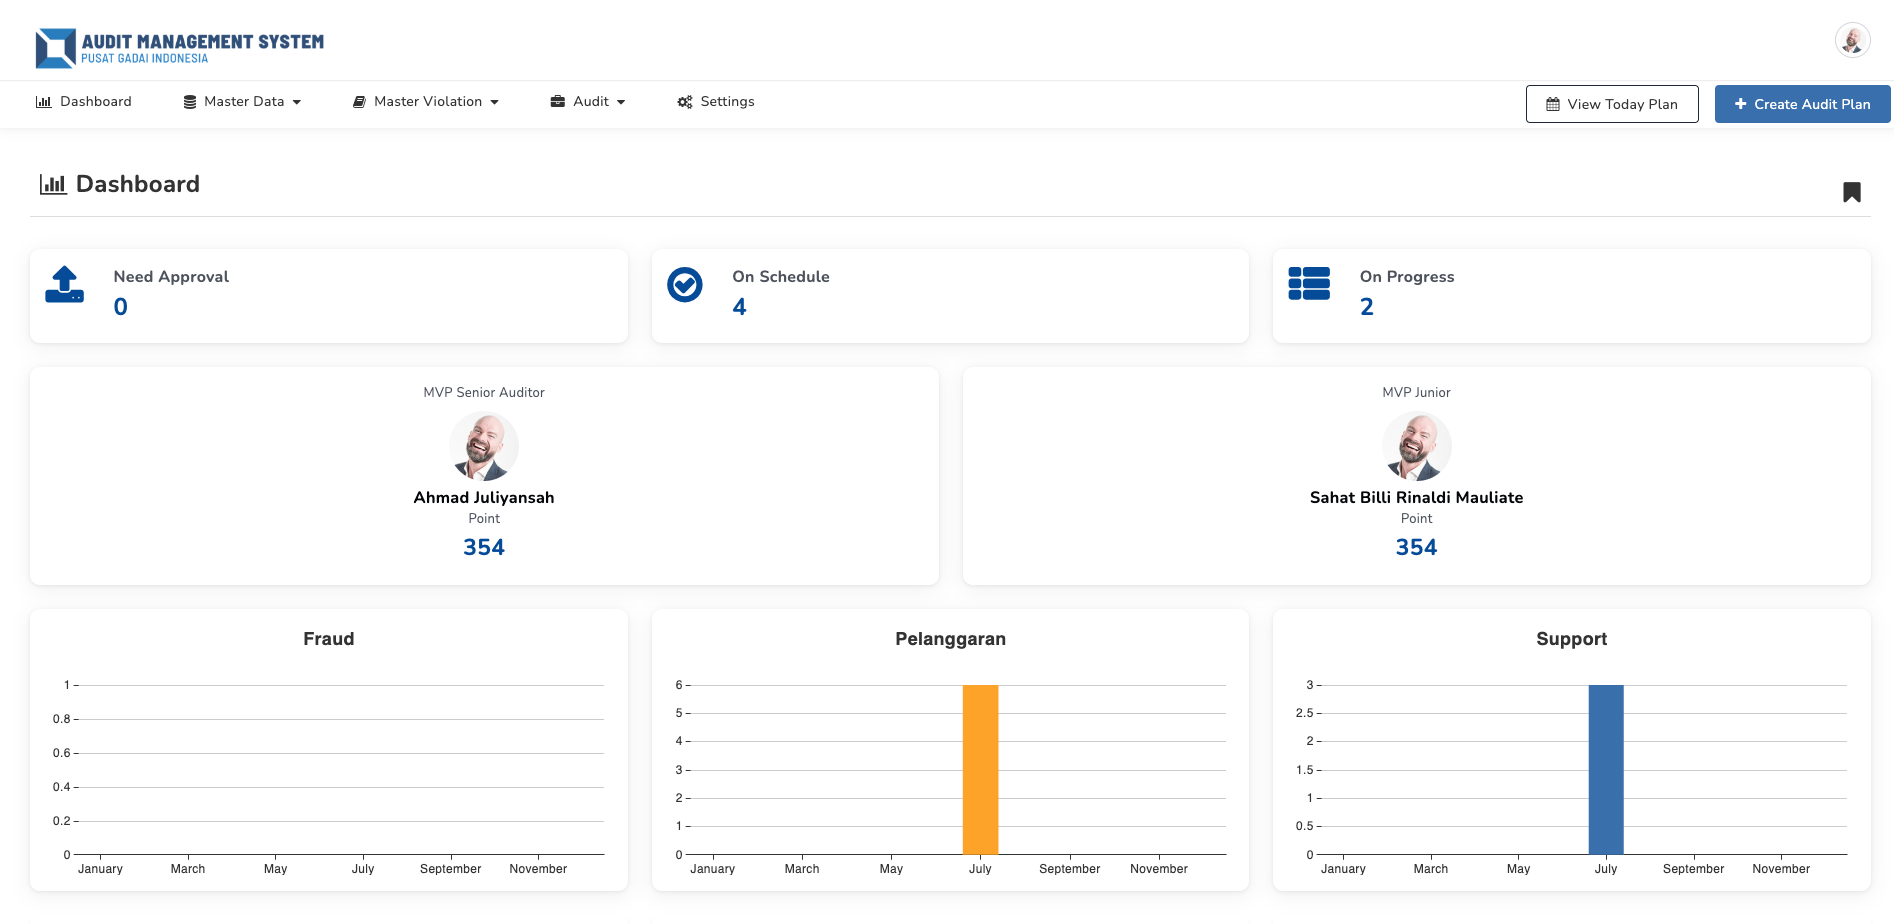 AUDIT MANAGEMENT SYSTEM
PUSAT GADAI INDONESIA
Dashboard
Master Data
Master Violation
Audit
Settings
View Today Plan
Create Audit Plan
Dashboard
Need Approval
0
On Schedule
4
On Progress
2
MVP Senior Auditor
Ahmad Juliyansah
Point
354
MVP Junior
Sahat Billi Rinaldi Mauliate
Point
354
Fraud
1
0.8
0.6
0.4
0.2
0
January March May July September November
Pelanggaran
6
5
4
3
2
1
0
January March May July September November
Support
3
2.5
2
1.5
1
0.5
0
January March May July September November